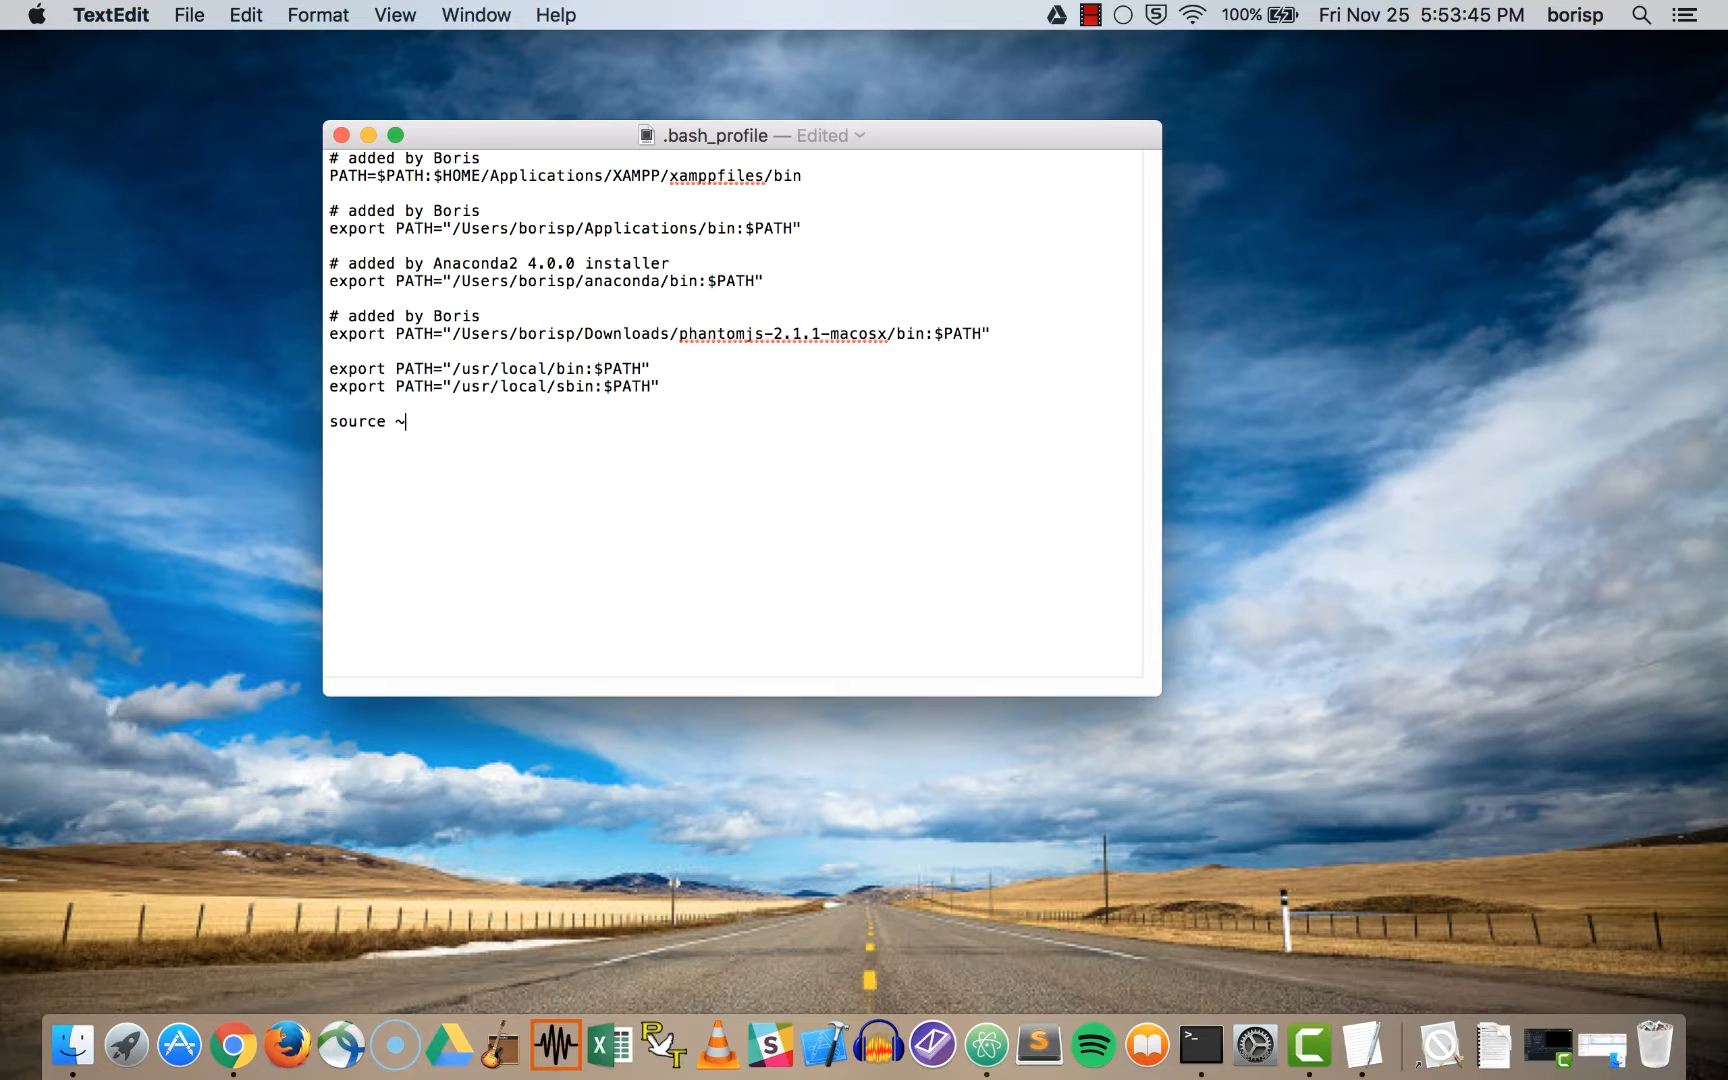 TextEdit File Edit Format View Window Help 100% Fri Nov 25 5:53:45 PM borisp
.bash_profile — Edited
# added by Boris
PATH=$PATH:$HOME/Applications/XAMPP/xamppfiles/bin
# added by Boris
export PATH="/Users/borisp/Applications/bin:$PATH"
# added by Anaconda2 4.0.0 installer
export PATH="/Users/borisp/anaconda/bin:$PATH"
# added by Boris
export PATH="/Users/borisp/Downloads/phantomjs-2.1.1-macosx/bin:$PATH"
export PATH="/usr/local/bin:$PATH"
export PATH="/usr/local/sbin:$PATH"
source ~